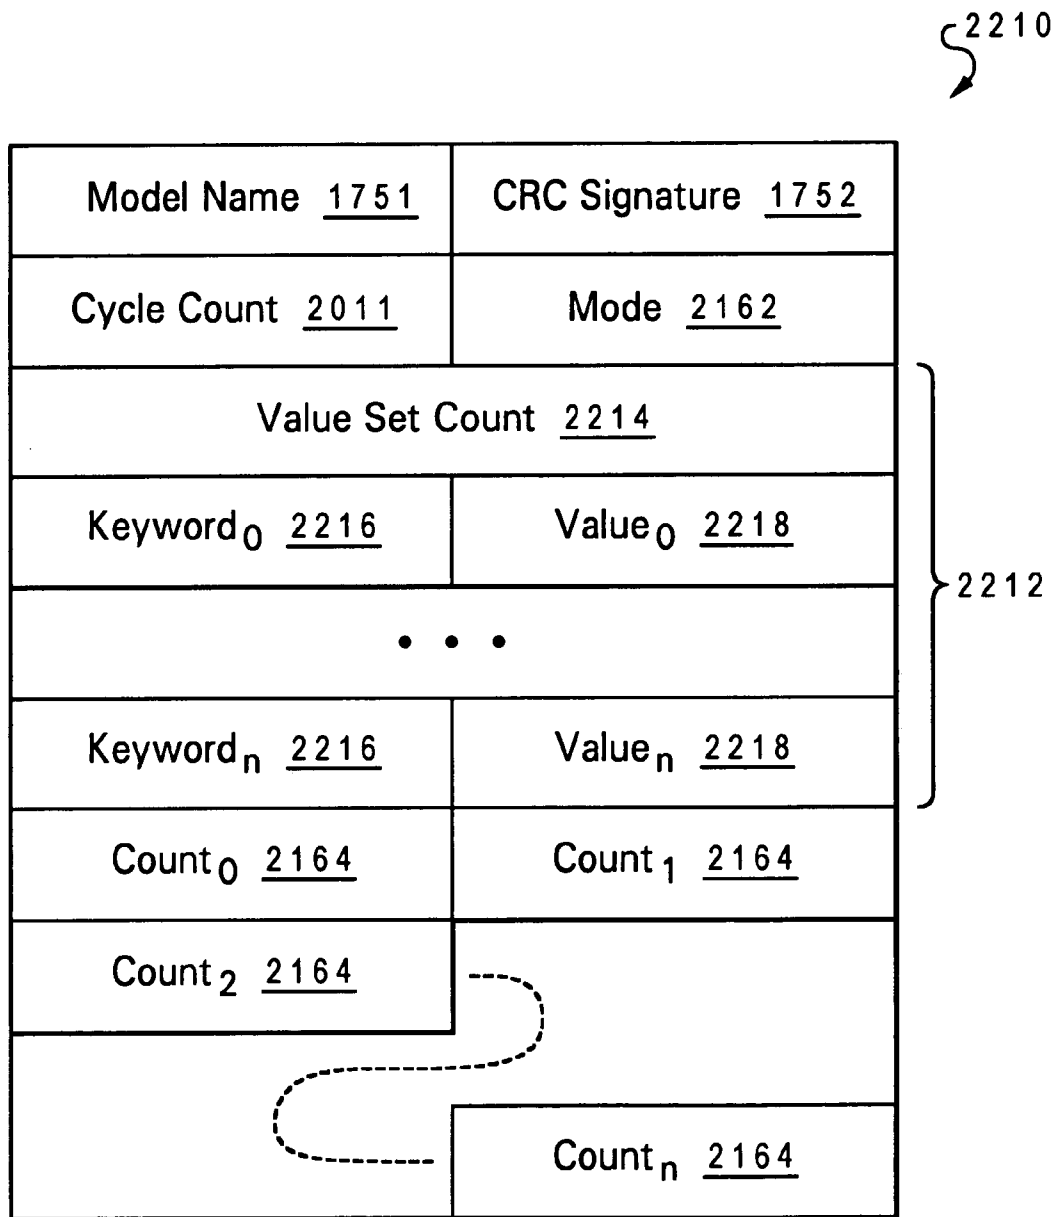 2210
Model Name 1751 CRC Signature 1752
Cycle Count 2011 Mode 2162
Value Set Count 2214
Keyword0 2216 Value0 2218
• • •
2212
Keywordn 2216 Valuen 2218
Count0 2164 Count1 2164
Count2 2164
Countn 2164